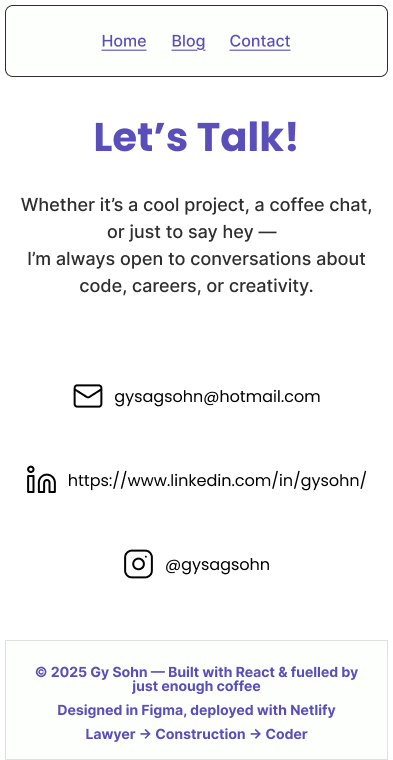 Home Blog Contact
Let’s Talk!
Whether it’s a cool project, a coffee chat,
or just to say hey —
I’m always open to conversations about
code, careers, or creativity.
gysagsohn@hotmail.com
https://www.linkedin.com/in/gysohn/
@gysagsohn
© 2025 Gy Sohn — Built with React & fuelled by
just enough coffee
Designed in Figma, deployed with Netlify
Lawyer → Construction → Coder